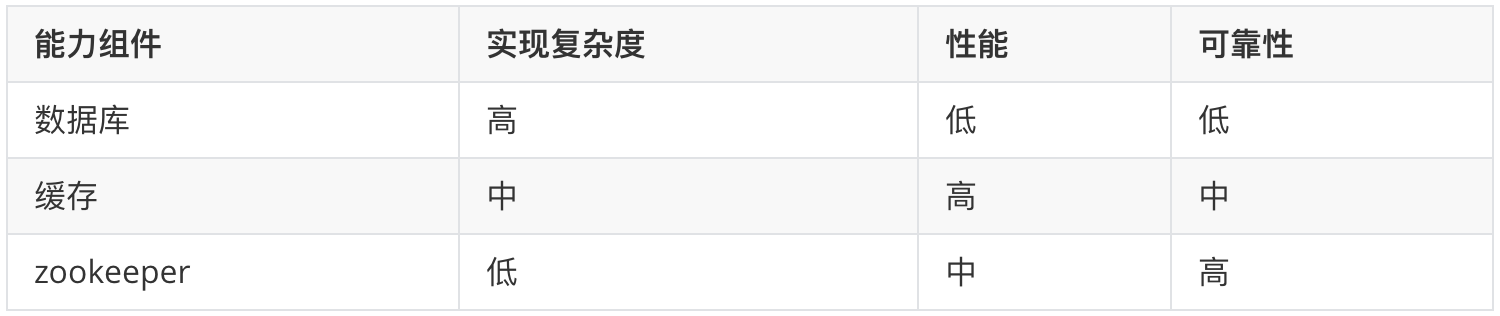 能力组件 实现复杂度 性能 可靠性
数据库 高 低 低
缓存 中 高 中
zookeeper 低 中 高